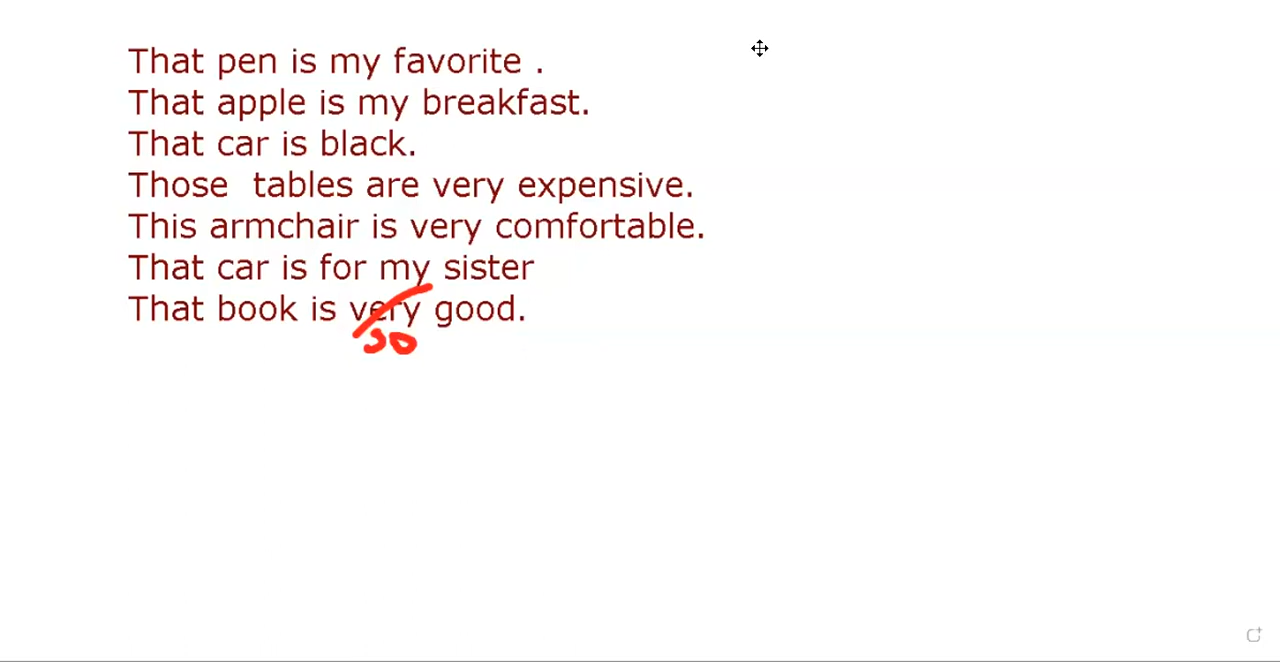 That pen is my favorite .
That apple is my breakfast.
That car is black.
Those  tables are very expensive.
This armchair is very comfortable.
That car is for my sister
That book is very good.
so